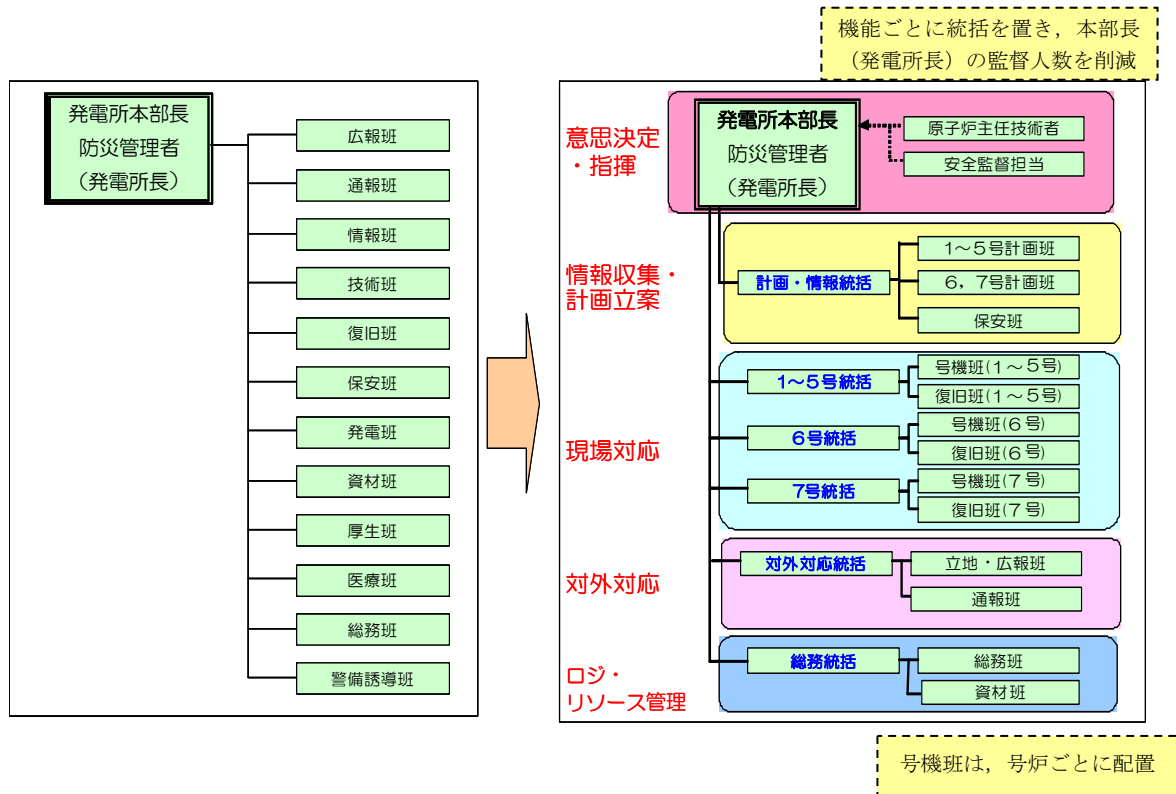 機能ごとに統括を置き，本部長
（発電所長）の監督人数を削減
発電所本部長
防災管理者
（発電所長）
広報班
通報班
情報班
技術班
復旧班
保安班
発電班
資材班
厚生班
医療班
総務班
警備誘導班
意思決定
・指揮
発電所本部長
防災管理者
（発電所長）
原子炉主任技術者
安全監督担当
情報収集・
計画立案
計画・情報統括
１～５号計画班
６，７号計画班
保安班
現場対応
１～５号統括
号機班(１～５号)
復旧班(１～５号)
６号統括
号機班(６号)
復旧班(６号)
７号統括
号機班(７号)
復旧班(７号)
対外対応
対外対応統括
立地・広報班
通報班
ロジ・
リソース管理
総務統括
総務班
資材班
号機班は，号炉ごとに配置